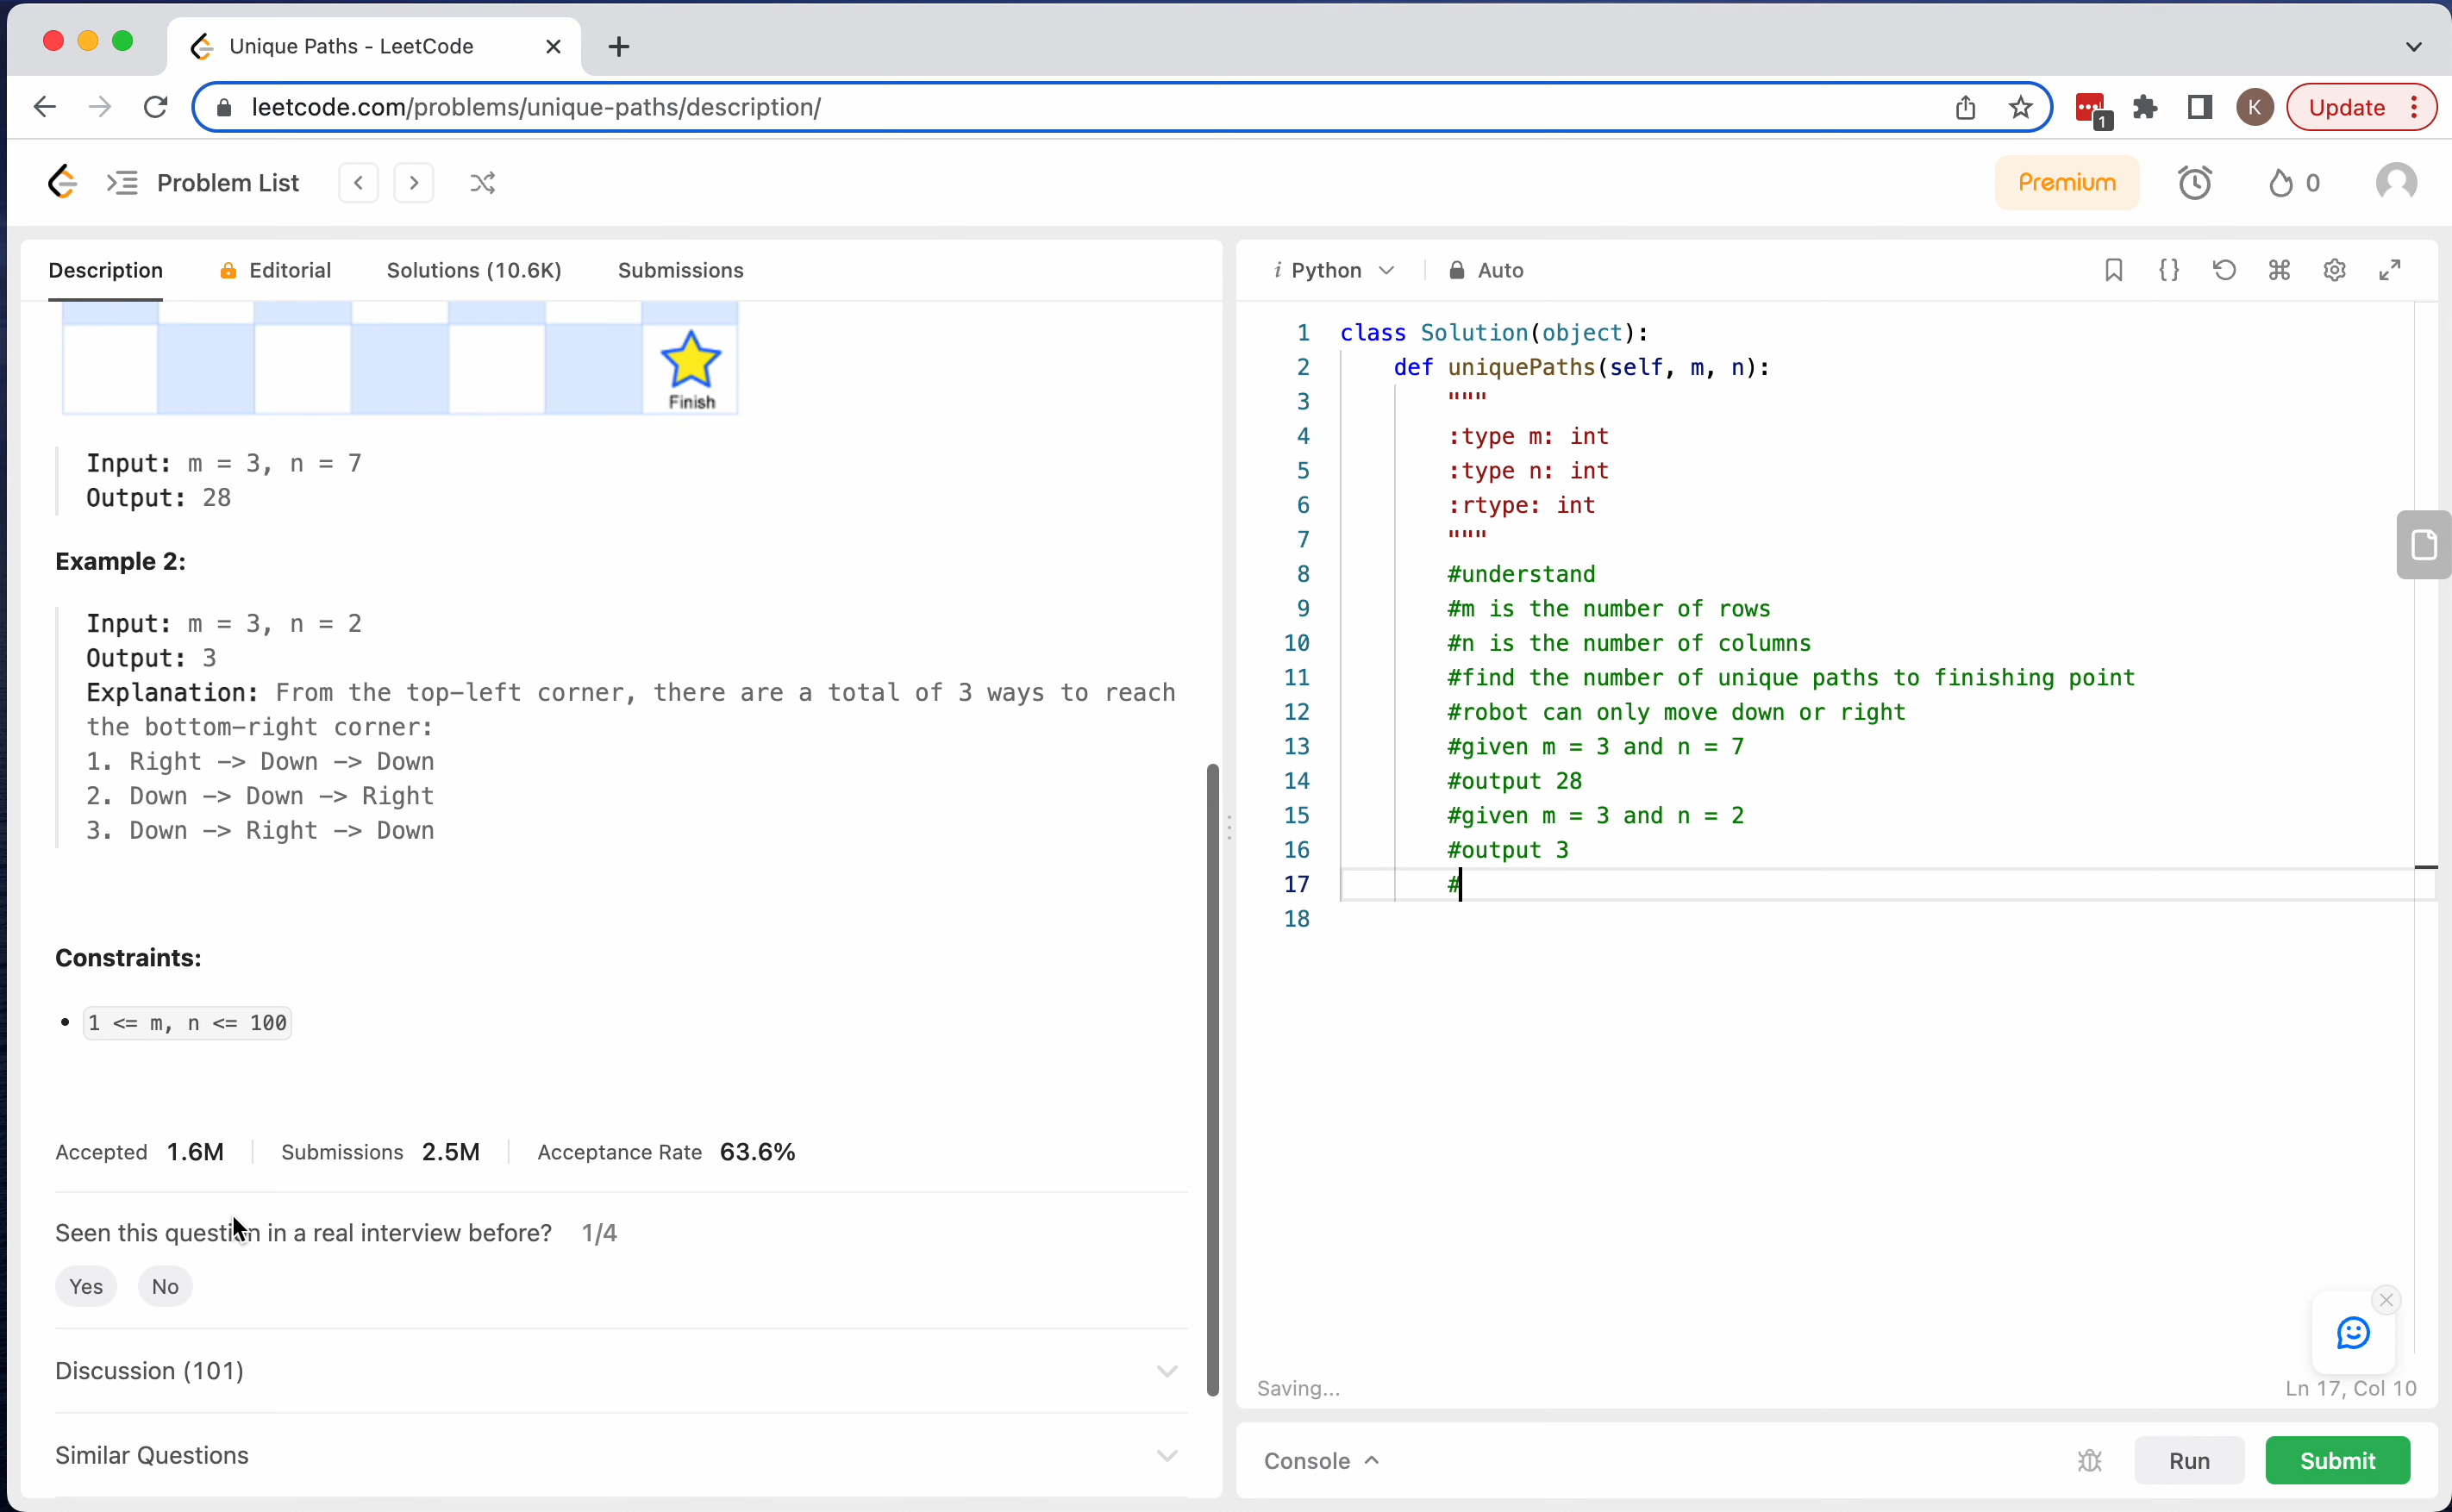 Unique Paths - LeetCode
leetcode.com/problems/unique-paths/description/
1
K
Update
Problem List
Premium
0
Description
Editorial
Solutions (10.6K)
Submissions
Finish
Input: m = 3, n = 7
Output: 28
Example 2:
Input: m = 3, n = 2
Output: 3
Explanation: From the top-left corner, there are a total of 3 ways to reach
the bottom-right corner:
1. Right -> Down -> Down
2. Down -> Down -> Right
3. Down -> Right -> Down
Constraints:
1 <= m, n <= 100
Accepted 1.6M Submissions 2.5M Acceptance Rate 63.6%
Seen this question in a real interview before? 1/4
Yes No
Discussion (101)
Similar Questions
i Python Auto
1 class Solution(object):
2 def uniquePaths(self, m, n):
3 """
4 :type m: int
5 :type n: int
6 :rtype: int
7 """
8 #understand
9 #m is the number of rows
10 #n is the number of columns
11 #find the number of unique paths to finishing point
12 #robot can only move down or right
13 #given m = 3 and n = 7
14 #output 28
15 #given m = 3 and n = 2
16 #output 3
17 #
18
Saving...
Ln 17, Col 10
Console
Run
Submit